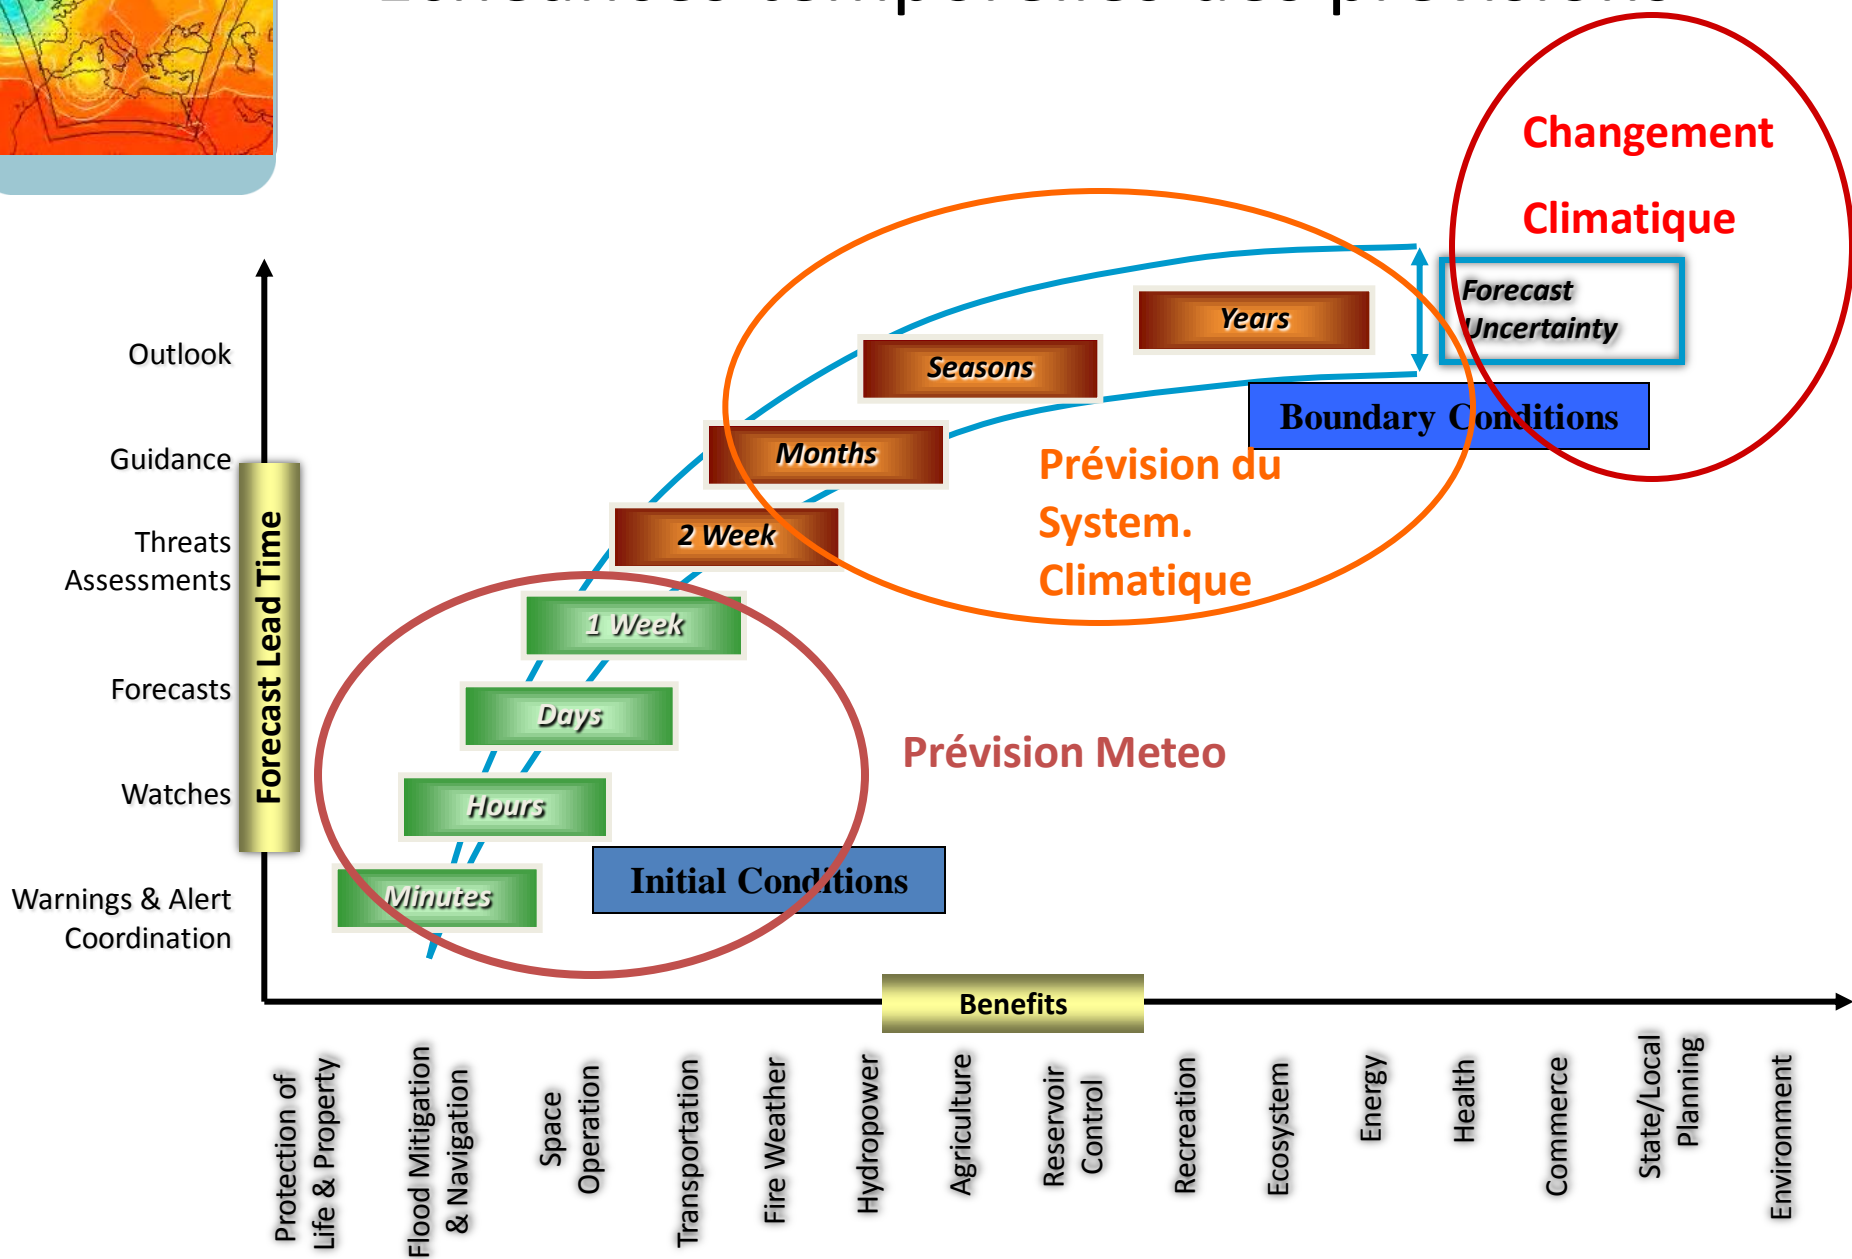 Changement
Climatique
Forecast
Uncertainty
Years
Seasons
Boundary Conditions
Months
Prévision du
System.
Climatique
2 Week
1 Week
Days
Prévision Meteo
Hours
Initial Conditions
Minutes
Outlook
Guidance
Threats
Assessments
Forecasts
Watches
Warnings & Alert
Coordination
Forecast Lead Time
Benefits
Protection of
Life & Property
Flood Mitigation
& Navigation
Space
Operation
Transportation
Fire Weather
Hydropower
Agriculture
Reservoir
Control
Recreation
Ecosystem
Energy
Health
Commerce
State/Local
Planning
Environment